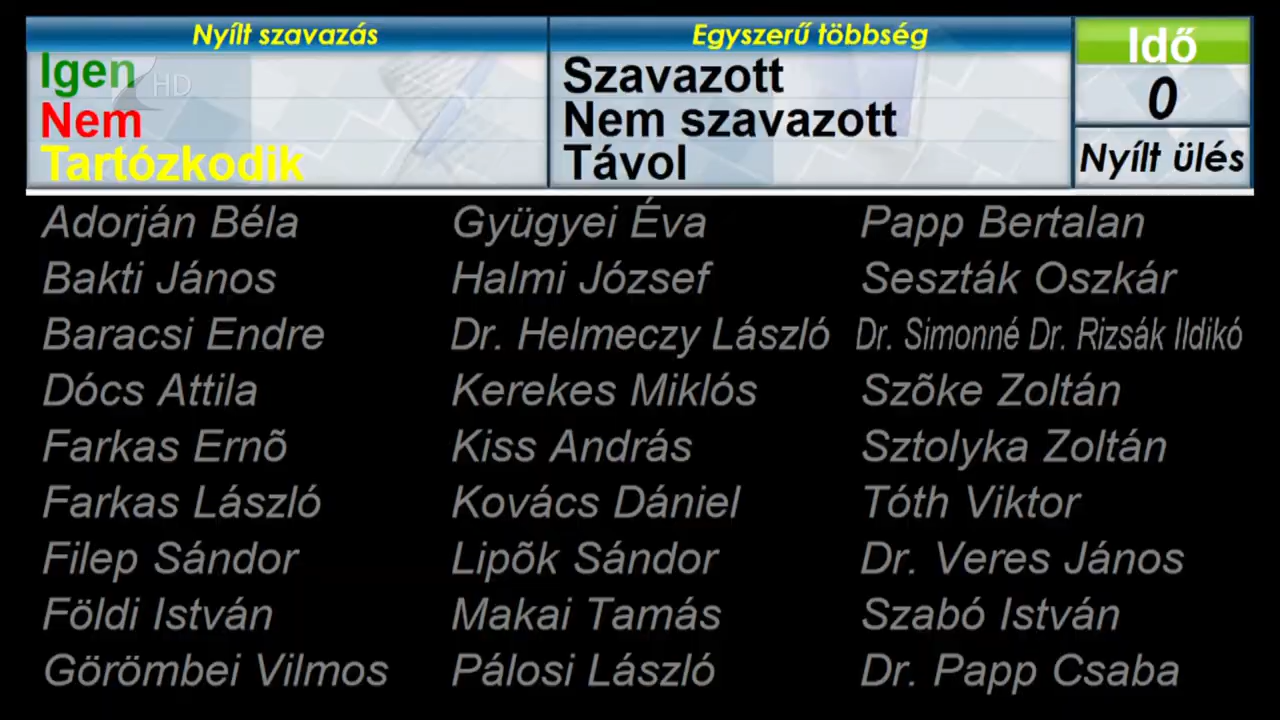 Nyílt szavazás
Igen
Nem
Tartózkodik
HD
Egyszerű többség
Szavazott
Nem szavazott
Távol
Idő
0
Nyílt ülés
Adorján Béla
Bakti János
Baracsi Endre
Dócs Attila
Farkas Ernõ
Farkas László
Filep Sándor
Földi István
Görömbei Vilmos
Gyügyei Éva
Halmi József
Dr. Helmeczy László
Kerekes Miklós
Kiss András
Kovács Dániel
Lipõk Sándor
Makai Tamás
Pálosi László
Papp Bertalan
Seszták Oszkár
Dr. Simonné Dr. Rizsák Ildikó
Szõke Zoltán
Sztolyka Zoltán
Tóth Viktor
Dr. Veres János
Szabó István
Dr. Papp Csaba